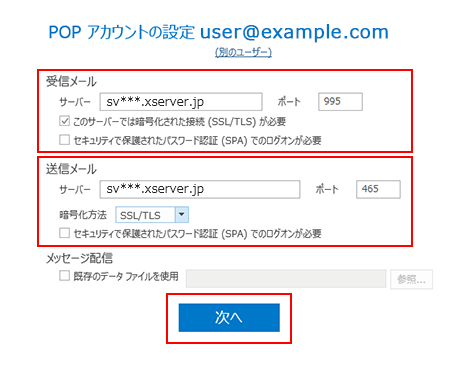 POP アカウントの設定 user@example.com
(別のユーザー)
受信メール
サーバー sv***.xserver.jp ポート 995
このサーバーでは暗号化された接続 (SSL/TLS) が必要
セキュリティで保護されたパスワード認証 (SPA) でのログオンが必要
送信メール
サーバー sv***.xserver.jp ポート 465
暗号化方法 SSL/TLS
セキュリティで保護されたパスワード認証 (SPA) でのログオンが必要
メッセージ配信
既存のデータ ファイルを使用 参照...
次へ